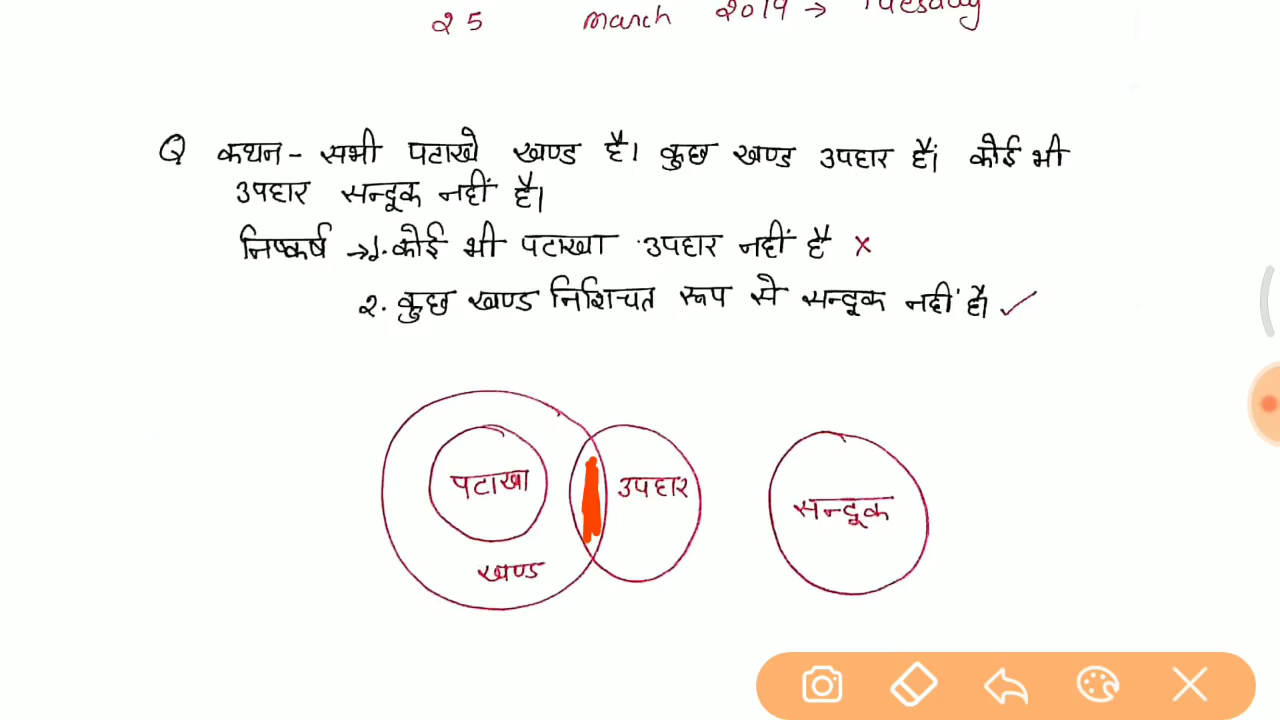 25 March 2019 → Tuesday
Q कथन - सभी पटाखे खण्ड है। कुछ खण्ड उपहार हैं। कोई भी
उपहार सन्दूक नहीं है।
निष्कर्ष → 1. कोई भी पटाखा उपहार नहीं है ×
2. कुछ खण्ड निश्चित रूप से सन्दूक नहीं है। ✓
पटाखा
उपहार
सन्दूक
खण्ड